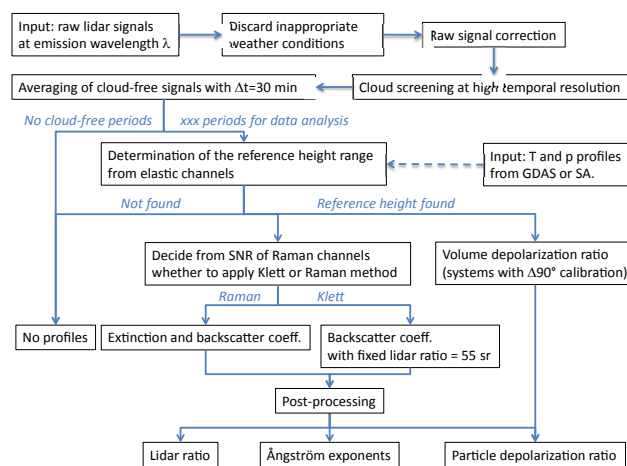 Input: raw lidar signals
at emission wavelength λ
Discard inappropriate
weather conditions
Raw signal correction
Averaging of cloud-free signals with Δt=30 min
Cloud screening at high temporal resolution
No cloud-free periods
xxx periods for data analysis
Determination of the reference height range
from elastic channels
Input: T and p profiles
from GDAS or SA.
Not found
Reference height found
Decide from SNR of Raman channels
whether to apply Klett or Raman method
Volume depolarization ratio
(systems with Δ90° calibration)
Raman
Klett
No profiles
Extinction and backscatter coeff.
Backscatter coeff.
with fixed lidar ratio = 55 sr
Post-processing
Lidar ratio
Ångström exponents
Particle depolarization ratio